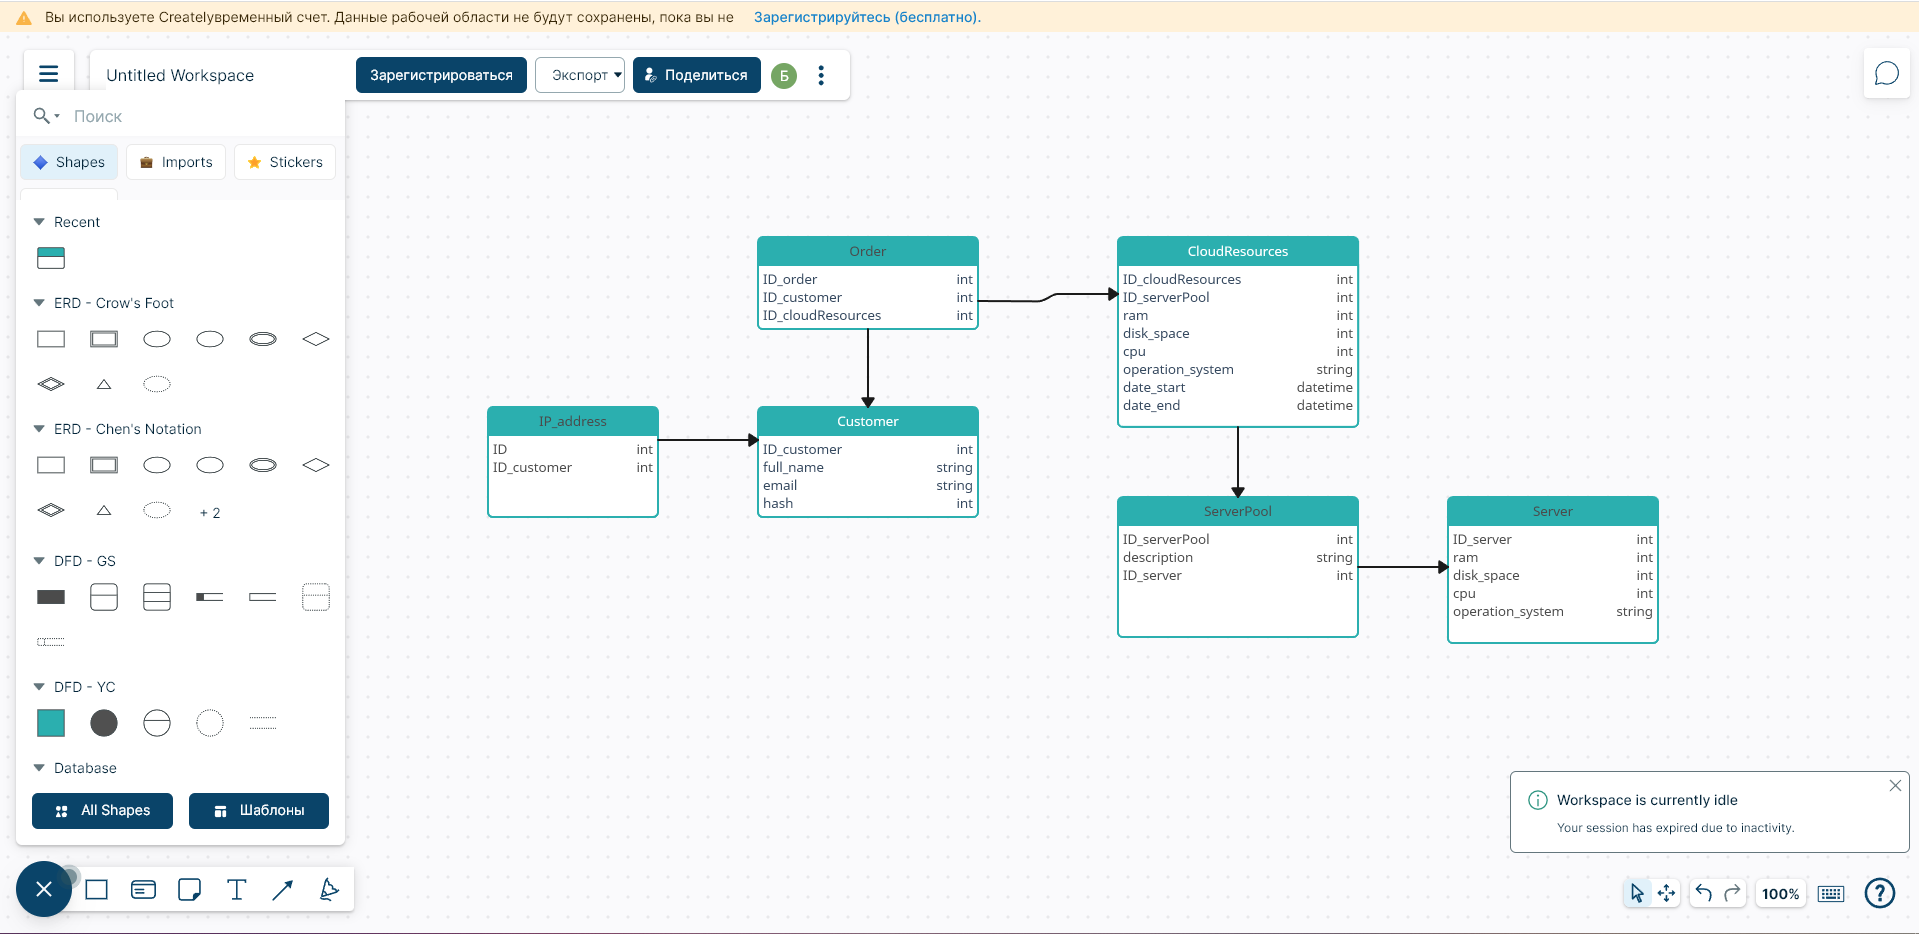 Вы используете Createlyвременный счет. Данные рабочей области не будут сохранены, пока вы не Зарегистрируйтесь (бесплатно).
Untitled Workspace
Зарегистрироваться
Экспорт
Поделиться
Б
Поиск
Shapes
Imports
Stickers
Recent
ERD - Crow's Foot
ERD - Chen's Notation
+ 2
DFD - GS
DFD - YC
Database
All Shapes
Шаблоны
Order
ID_order int
ID_customer int
ID_cloudResources int
CloudResources
ID_cloudResources int
ID_serverPool int
ram int
disk_space int
cpu int
operation_system string
date_start datetime
date_end datetime
IP_address
ID int
ID_customer int
Customer
ID_customer int
full_name string
email string
hash int
ServerPool
ID_serverPool int
description string
ID_server int
Server
ID_server int
ram int
disk_space int
cpu int
operation_system string
Workspace is currently idle
Your session has expired due to inactivity.
T
100%
?